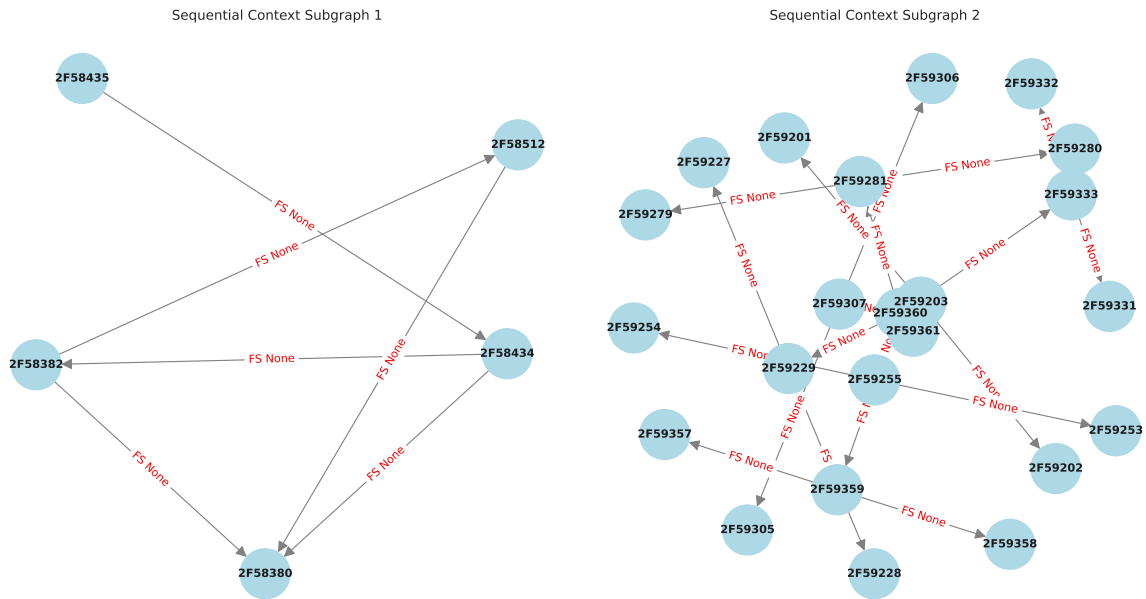 Sequential Context Subgraph 1
2F58435
2F58512
FS None
FS None
2F58382
FS None
2F58434
FS None
FS None
FS None
2F58380
Sequential Context Subgraph 2
2F59306
2F59332
2F59201
2F59280
2F59227
FS None
2F59281
FS None
FS None
2F59333
2F59279
FS None
FS None
FS None
FS None
FS None
2F59203
2F59307
2F59360
2F59331
2F59254
2F59361
FS None
2F59229
2F59255
FS None
FS None
2F59253
2F59357
FS None
FS
FS None
2F59202
2F59359
FS None
2F59305
2F59358
2F59228